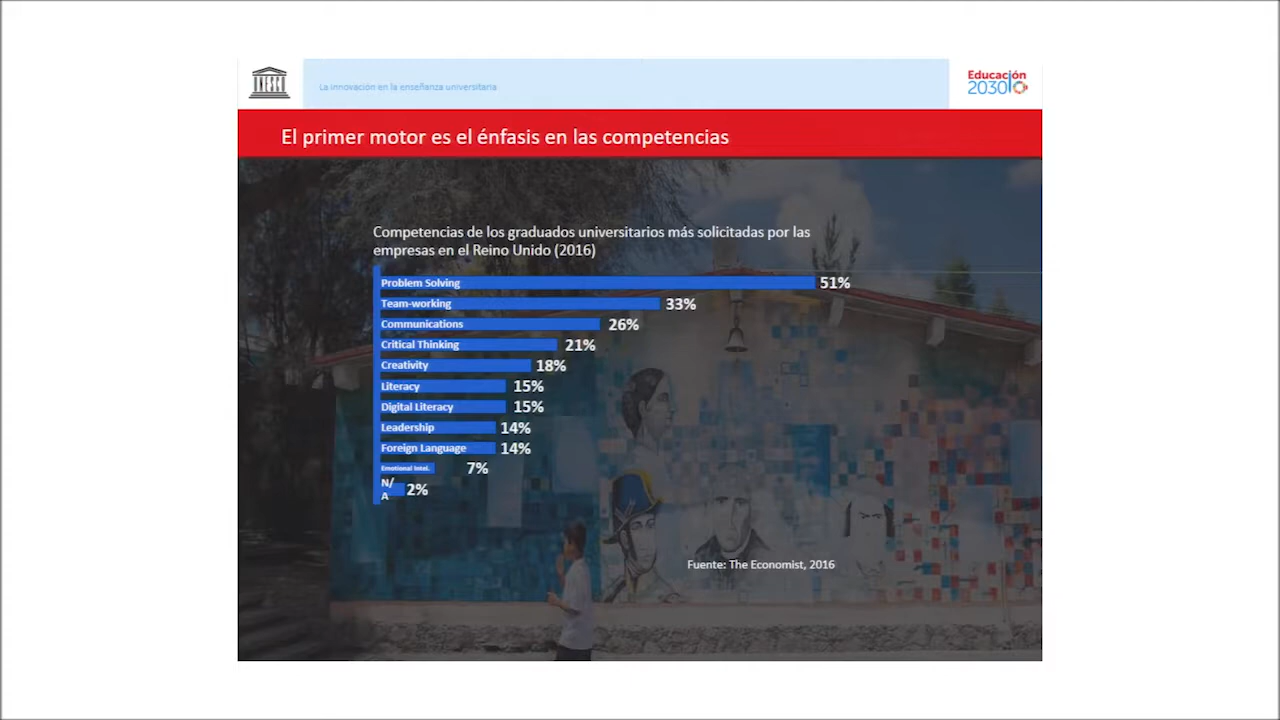 La innovación en la enseñanza universitaria
Educación
2030
El primer motor es el énfasis en las competencias
Competencias de los graduados universitarios más solicitadas por las
empresas en el Reino Unido (2016)
Problem Solving 51%
Team-working 33%
Communications 26%
Critical Thinking 21%
Creativity 18%
Literacy 15%
Digital Literacy 15%
Leadership 14%
Foreign Language 14%
Emotional Intel. 7%
N/
A 2%
Fuente: The Economist, 2016